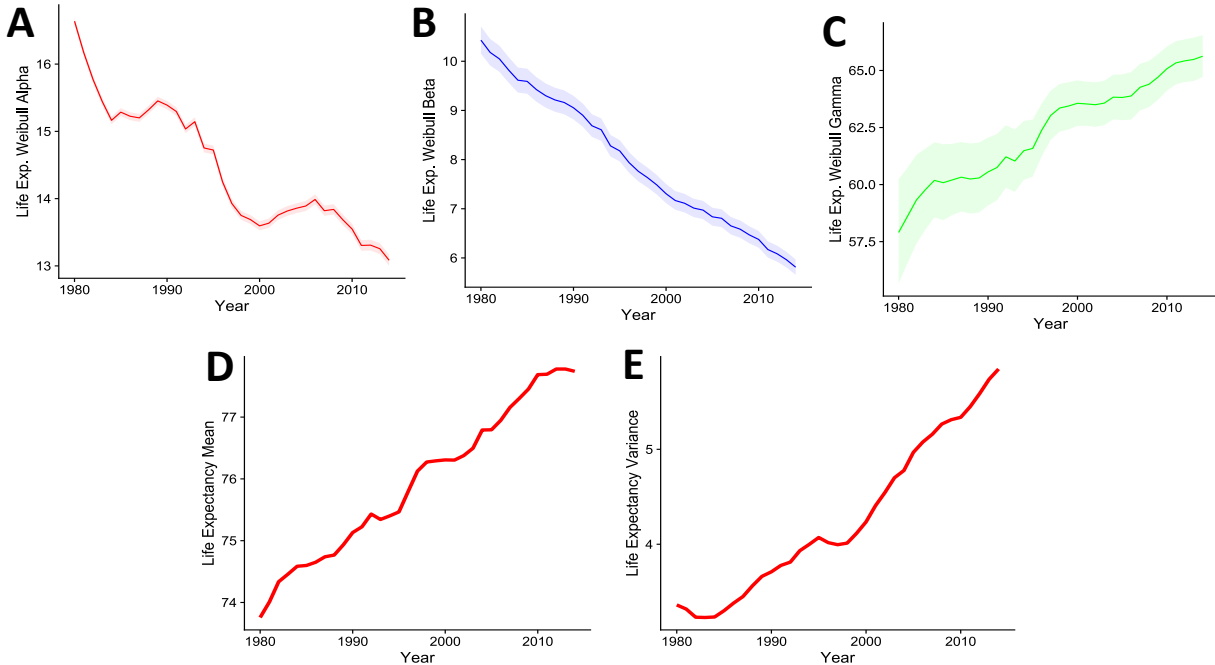 A
Life Exp. Weibull Alpha
16
15
14
13
1980
1990
2000
2010
Year
B
Life Exp. Weibull Beta
10
9
8
7
6
1980
1990
2000
2010
Year
C
Life Exp. Weibull Gamma
65.0
62.5
60.0
57.5
1980
1990
2000
2010
Year
D
Life Expectancy Mean
77
76
75
74
1980
1990
2000
2010
Year
E
Life Expectancy Variance
5
4
1980
1990
2000
2010
Year